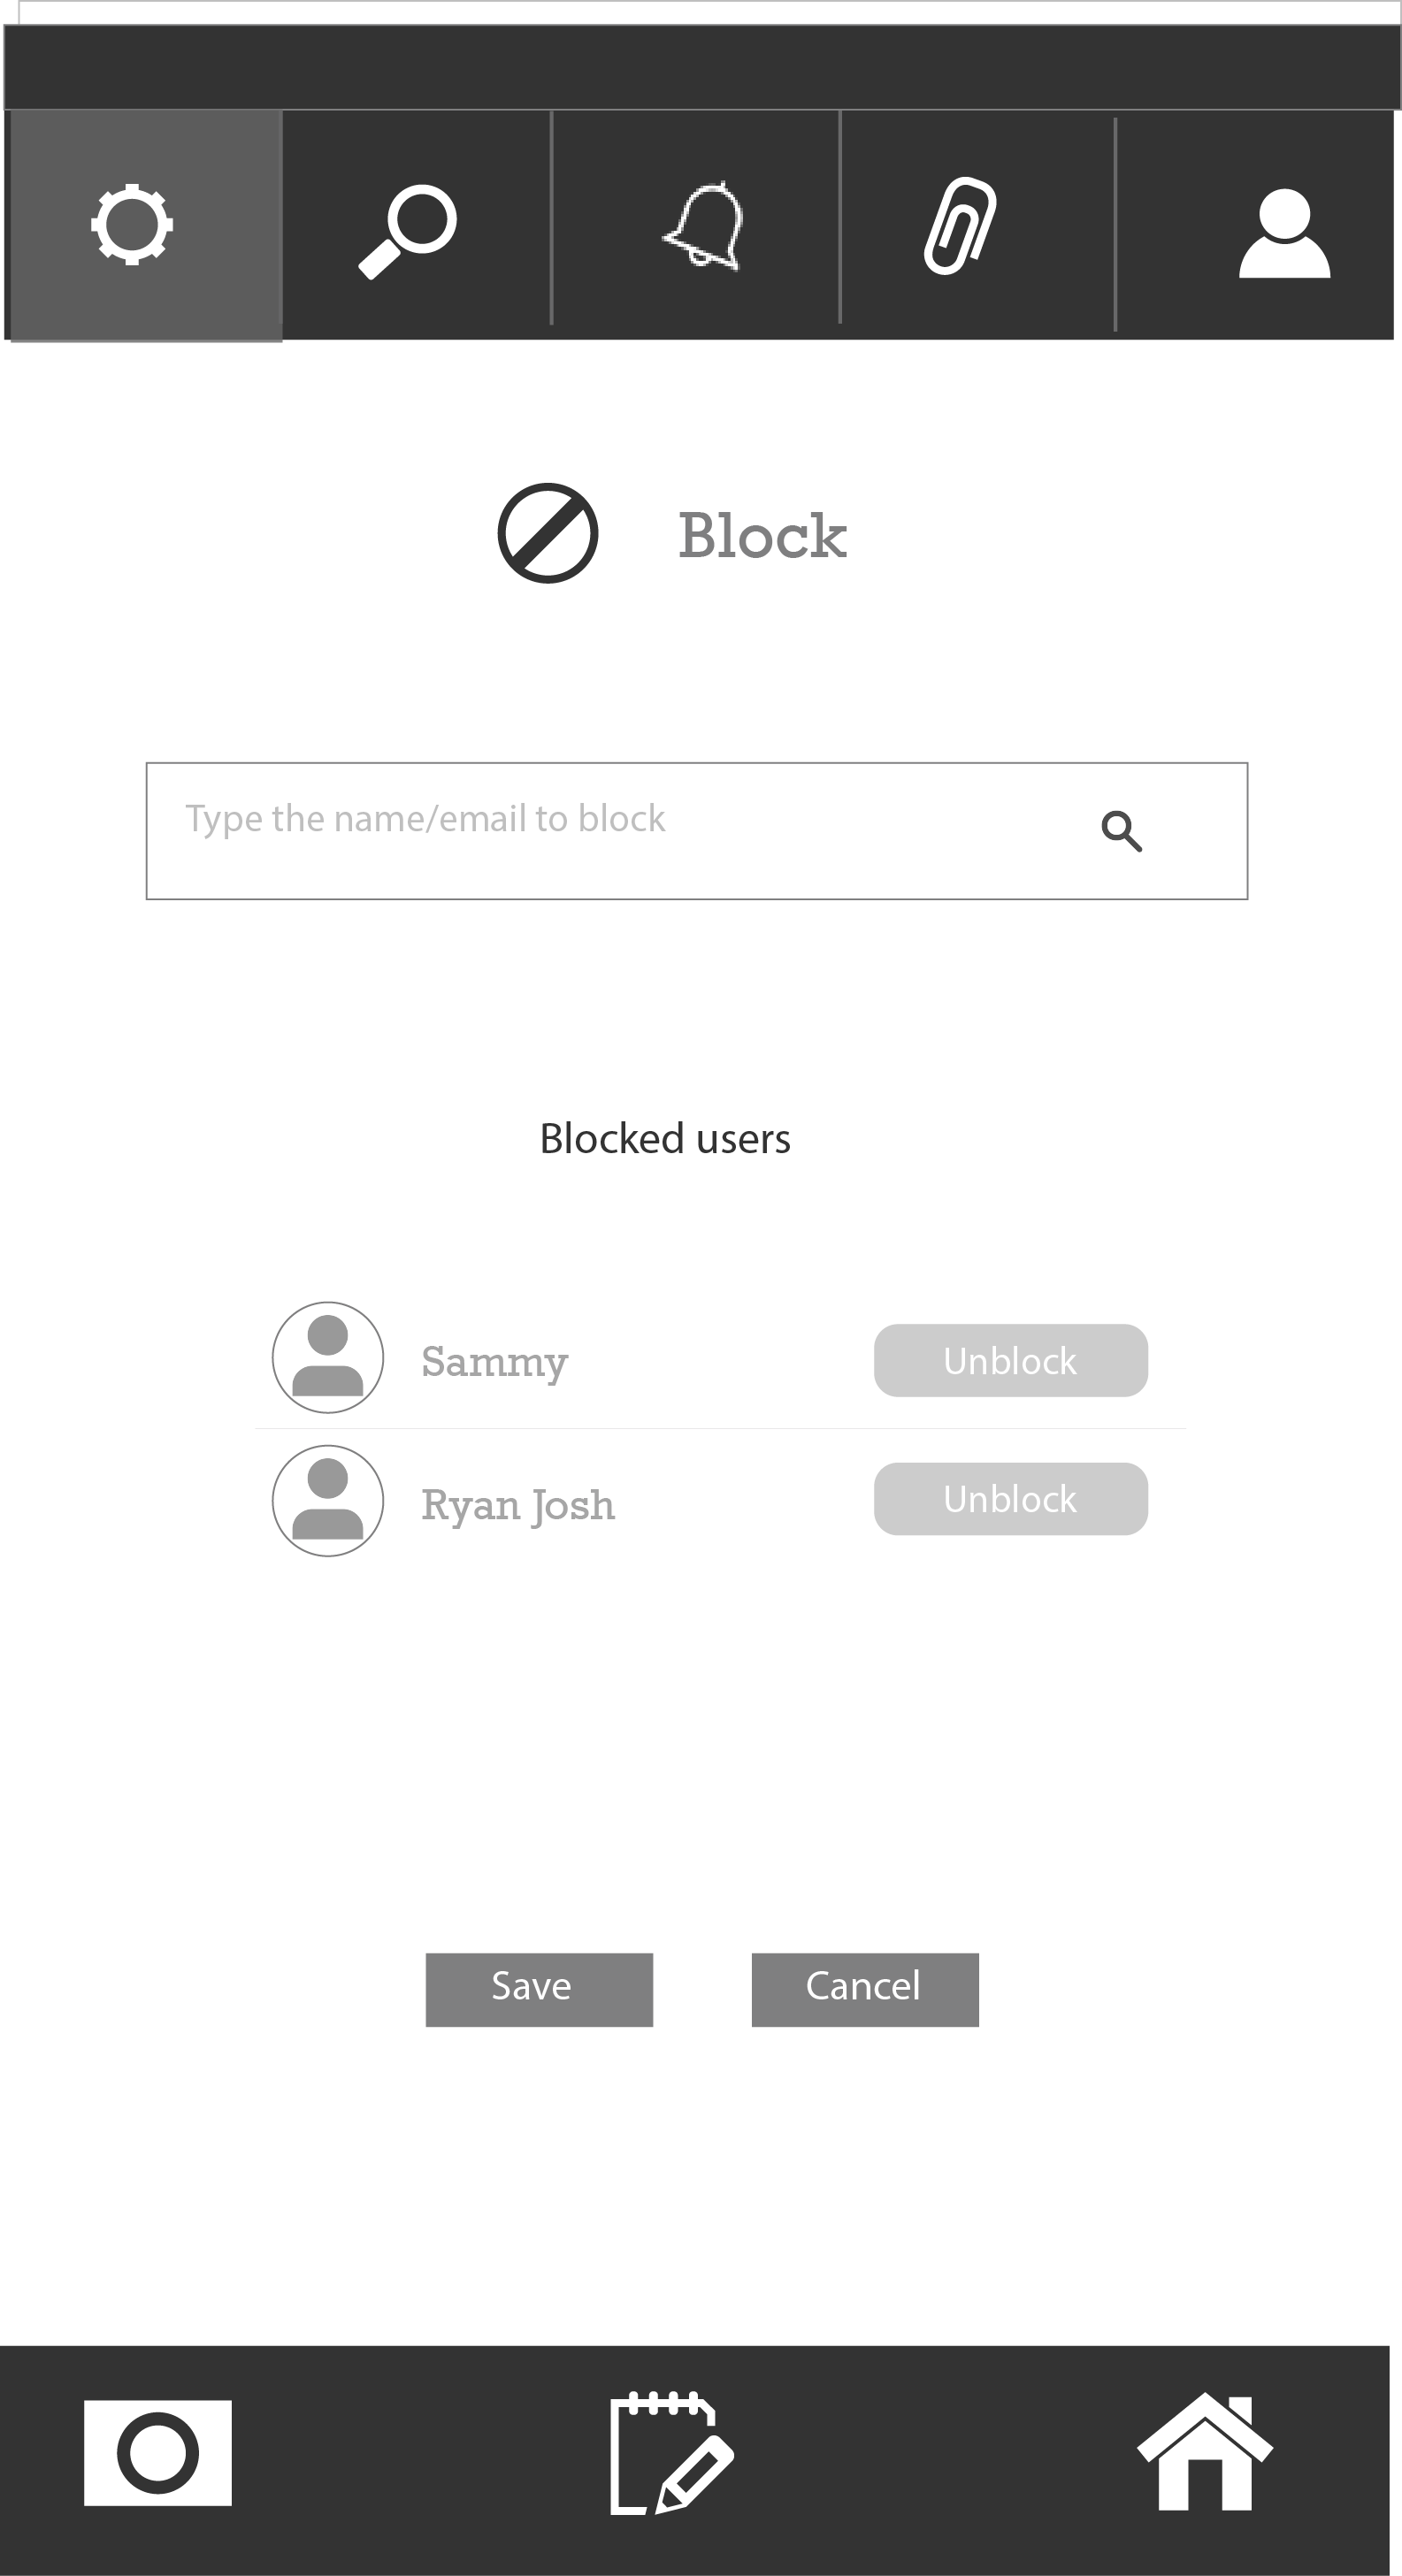 Block
Type the name/email to block
Blocked users
Sammy
Unblock
Ryan Josh
Unblock
Save
Cancel